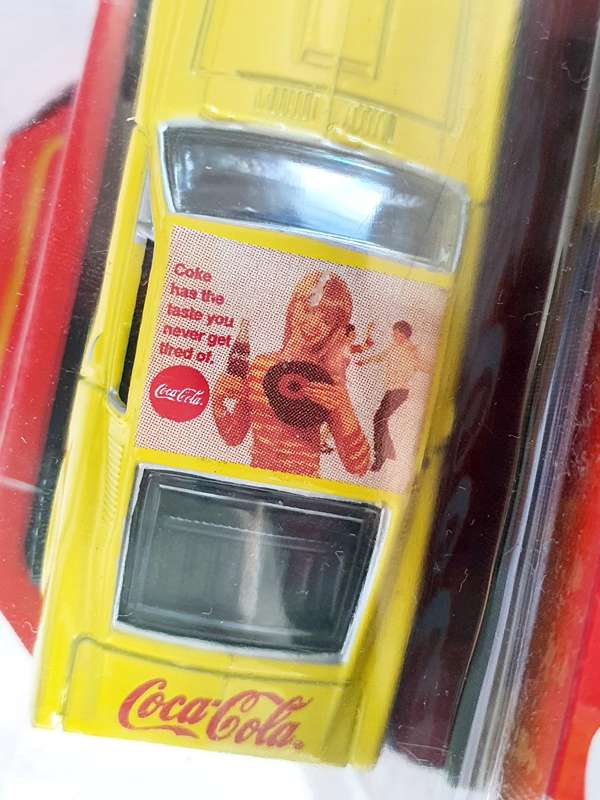 Coke
has the
taste you
never get
tired of.
Coca-Cola
Coca-Cola